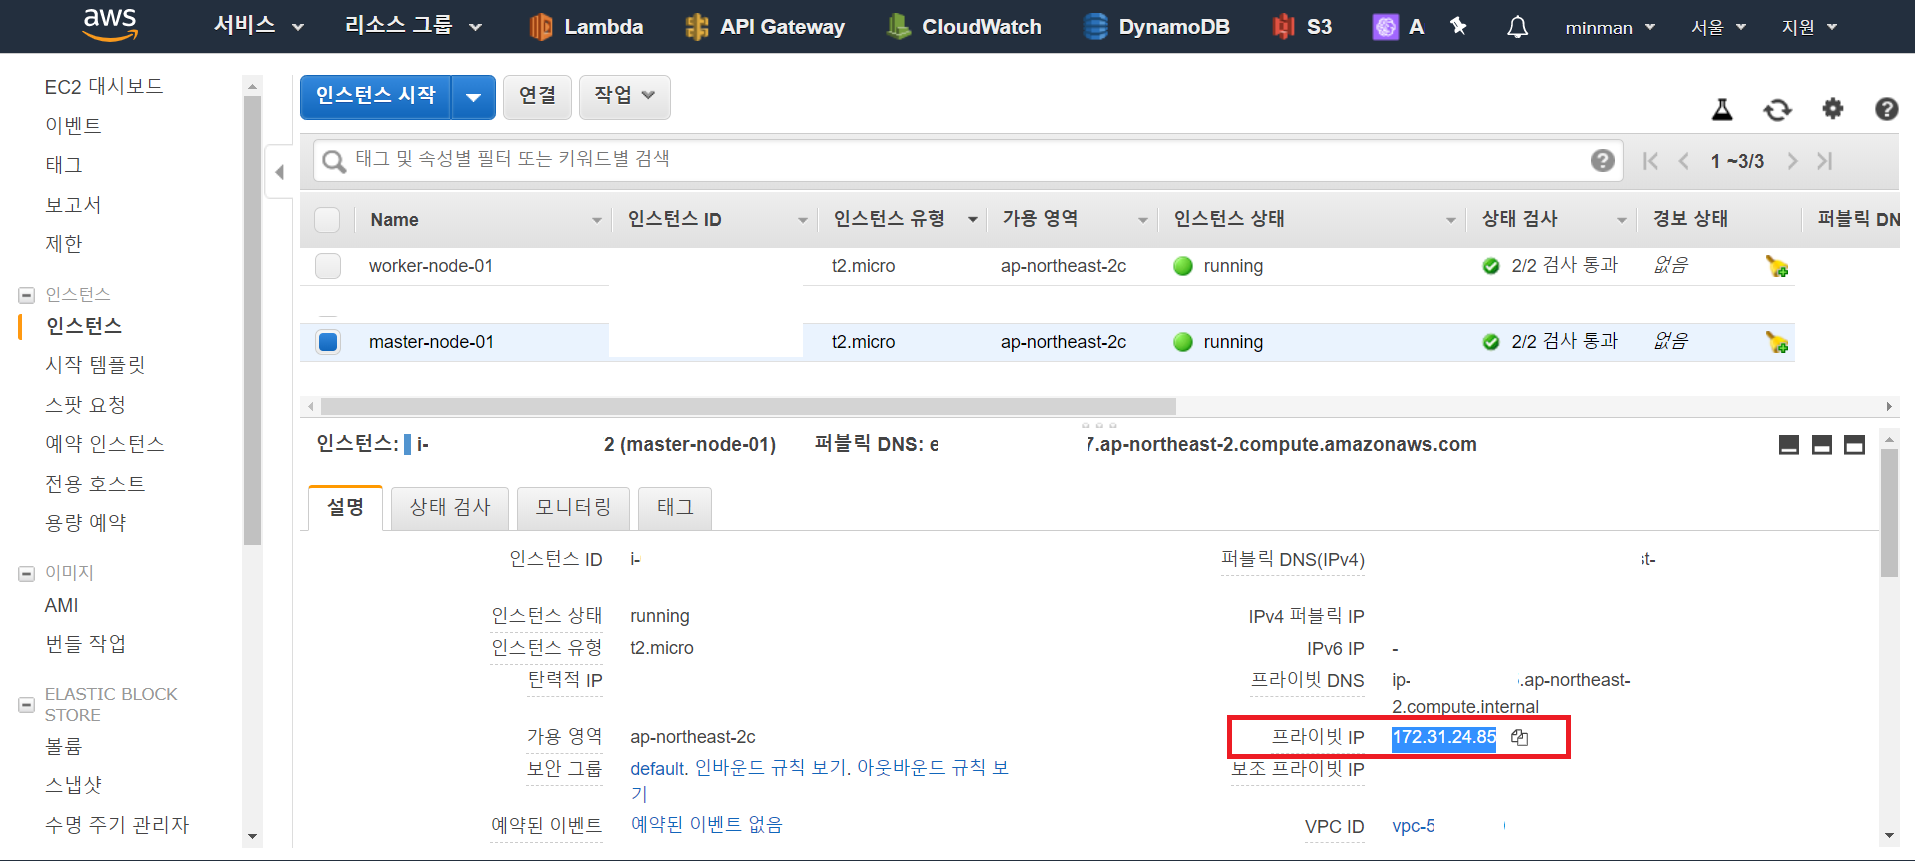 aws 서비스 리소스 그룹 Lambda API Gateway CloudWatch DynamoDB S3 A minman 서울 지원
EC2 대시보드
이벤트
태그
보고서
제한
인스턴스
인스턴스
시작 템플릿
스팟 요청
예약 인스턴스
전용 호스트
용량 예약
이미지
AMI
번들 작업
ELASTIC BLOCK
STORE
볼륨
스냅샷
수명 주기 관리자
인스턴스 시작 연결 작업
태그 및 속성별 필터 또는 키워드별 검색 1 ~3/3
Name 인스턴스 ID 인스턴스 유형 가용 영역 인스턴스 상태 상태 검사 경보 상태 퍼블릭 DN
worker-node-01 t2.micro ap-northeast-2c running 2/2 검사 통과 없음
master-node-01 t2.micro ap-northeast-2c running 2/2 검사 통과 없음
인스턴스: i- 2 (master-node-01) 퍼블릭 DNS: e 7.ap-northeast-2.compute.amazonaws.com
설명 상태 검사 모니터링 태그
인스턴스 ID i-
인스턴스 상태 running
인스턴스 유형 t2.micro
탄력적 IP
가용 영역 ap-northeast-2c
보안 그룹 default. 인바운드 규칙 보기. 아웃바운드 규칙 보
기
예약된 이벤트 예약된 이벤트 없음
퍼블릭 DNS(IPv4) st-
IPv4 퍼블릭 IP
IPv6 IP -
프라이빗 DNS ip- .ap-northeast-
2.compute.internal
프라이빗 IP 172.31.24.85
보조 프라이빗 IP
VPC ID vpc-5